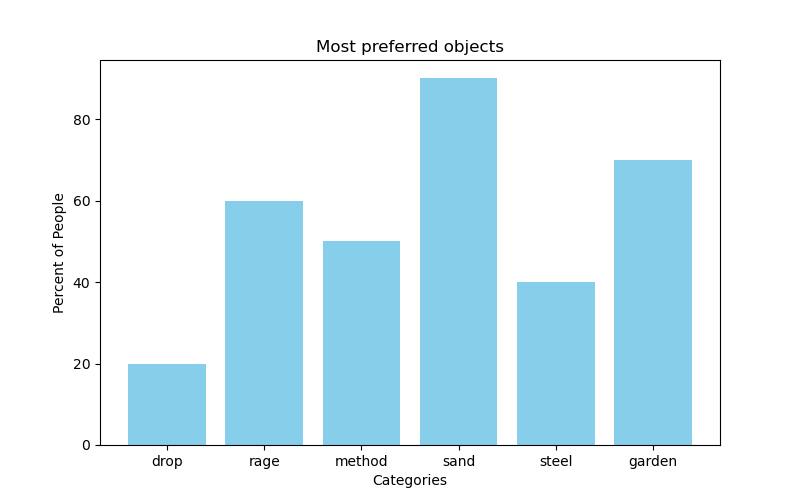 Most preferred objects
Percent of People
80
60
40
20
0
drop rage method sand steel garden
Categories